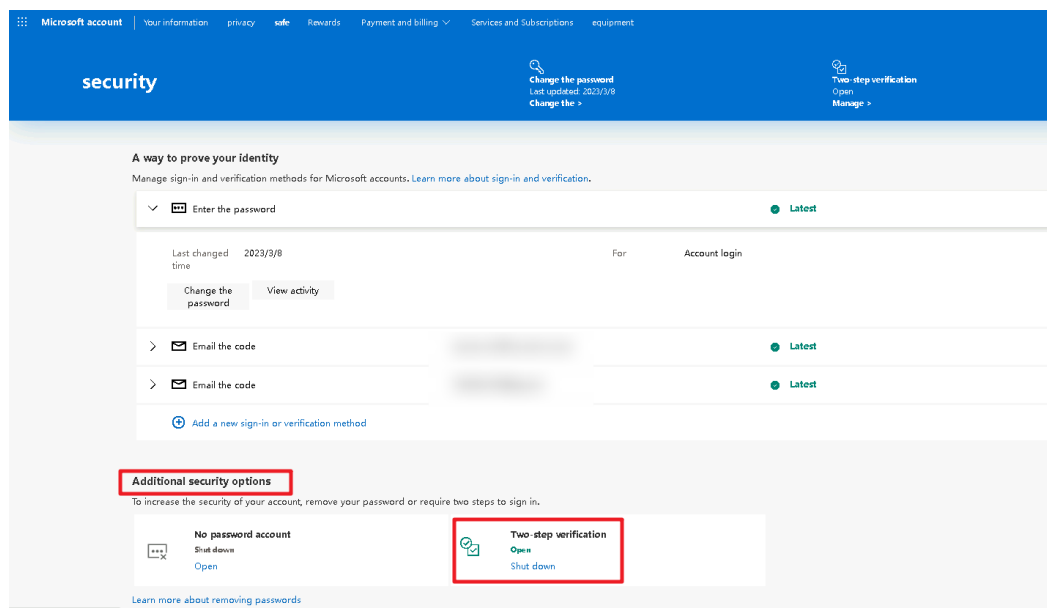 Microsoft account
Your information
privacy
safe
Rewards
Payment and billing
Services and Subscriptions
equipment
security
Change the password
Last updated: 2023/3/8
Change the >
Two-step verification
Open
Manage >
A way to prove your identity
Manage sign-in and verification methods for Microsoft accounts. Learn more about sign-in and verification.
Enter the password
Latest
Last changed
time
2023/3/8
For
Account login
Change the
password
View activity
Email the code
Latest
Email the code
Latest
Add a new sign-in or verification method
Additional security options
To increase the security of your account, remove your password or require two steps to sign in.
No password account
Shut down
Open
Two-step verification
Open
Shut down
Learn more about removing passwords